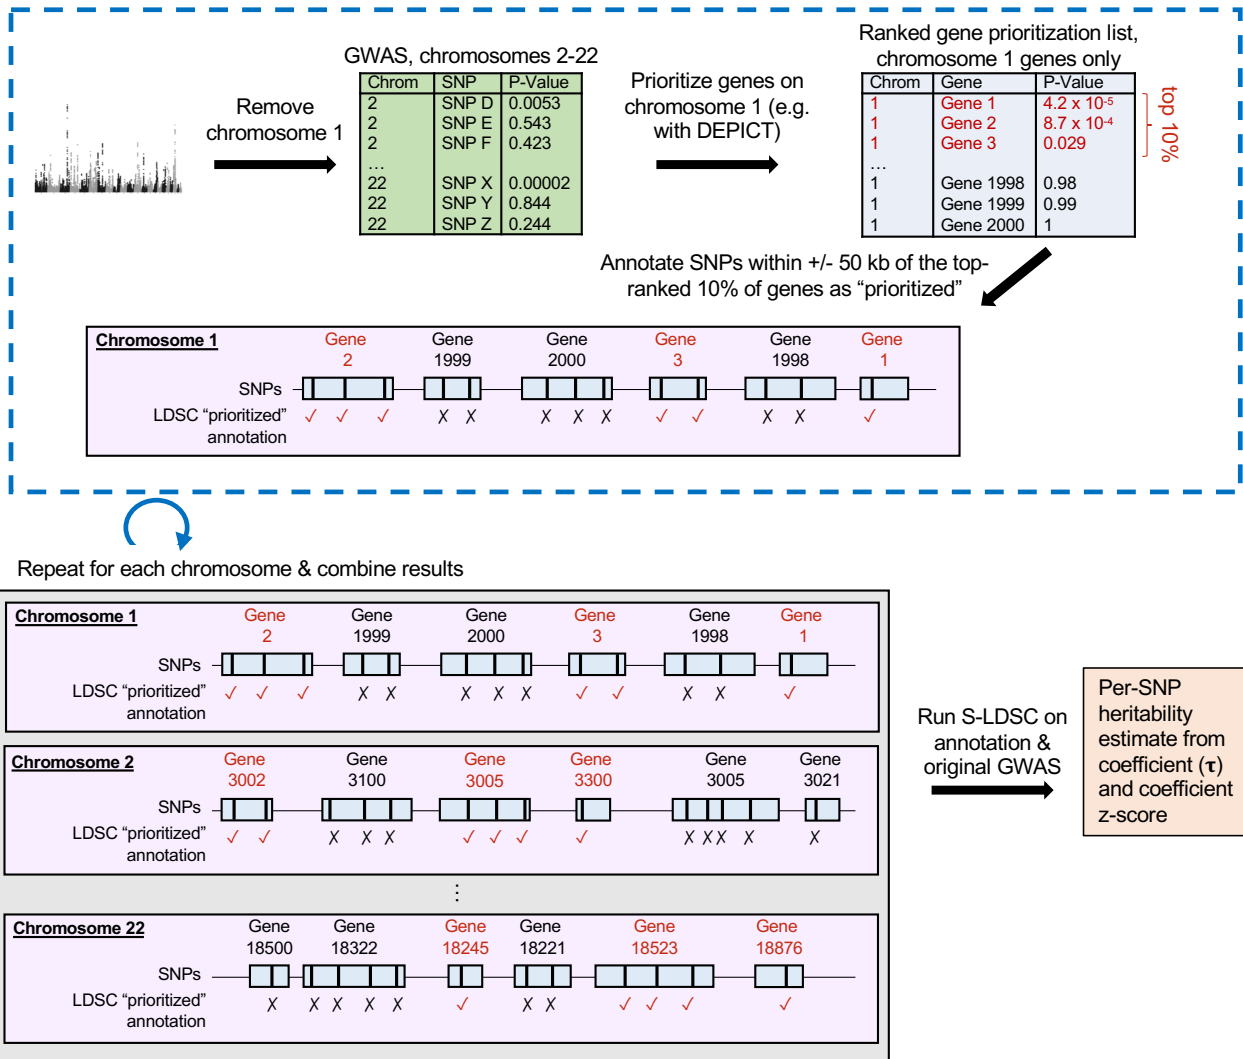 GWAS, chromosomes 2-22
Remove
chromosome 1
Chrom SNP P-Value
2 SNP D 0.0053
2 SNP E 0.543
2 SNP F 0.423
...
22 SNP X 0.00002
22 SNP Y 0.844
22 SNP Z 0.244
Prioritize genes on
chromosome 1 (e.g.
with DEPICT)
Ranked gene prioritization list,
chromosome 1 genes only
Chrom Gene P-Value
1 Gene 1 4.2 x 10⁻⁵
1 Gene 2 8.7 x 10⁻⁴
1 Gene 3 0.029
...
1 Gene 1998 0.98
1 Gene 1999 0.99
1 Gene 2000 1
top 10%
Annotate SNPs within +/- 50 kb of the top-
ranked 10% of genes as “prioritized”
Chromosome 1
Gene Gene Gene Gene Gene Gene
2 1999 2000 3 1998 1
SNPs
LDSC “prioritized”
✓ ✓ ✓ ✗ ✗ ✗ ✗ ✗ ✓ ✓ ✗ ✗ ✓
annotation
Repeat for each chromosome & combine results
Chromosome 1
Gene Gene Gene Gene Gene Gene
2 1999 2000 3 1998 1
SNPs
LDSC “prioritized”
✓ ✓ ✓ ✗ ✗ ✗ ✗ ✗ ✓ ✓ ✗ ✗ ✓
annotation
Chromosome 2
Gene Gene Gene Gene Gene Gene
3002 3100 3005 3300 3005 3021
SNPs
LDSC “prioritized”
✓ ✓ ✗ ✗ ✗ ✓ ✓ ✓ ✓ ✗ ✗ ✗ ✗ ✗
annotation
⋮
Chromosome 22
Gene Gene Gene Gene Gene Gene
18500 18322 18245 18221 18523 18876
SNPs
LDSC “prioritized”
✗ ✗ ✗ ✗ ✗ ✓ ✗ ✗ ✓ ✓ ✓ ✓
annotation
Run S-LDSC on
annotation &
original GWAS
Per-SNP
heritability
estimate from
coefficient (τ)
and coefficient
z-score